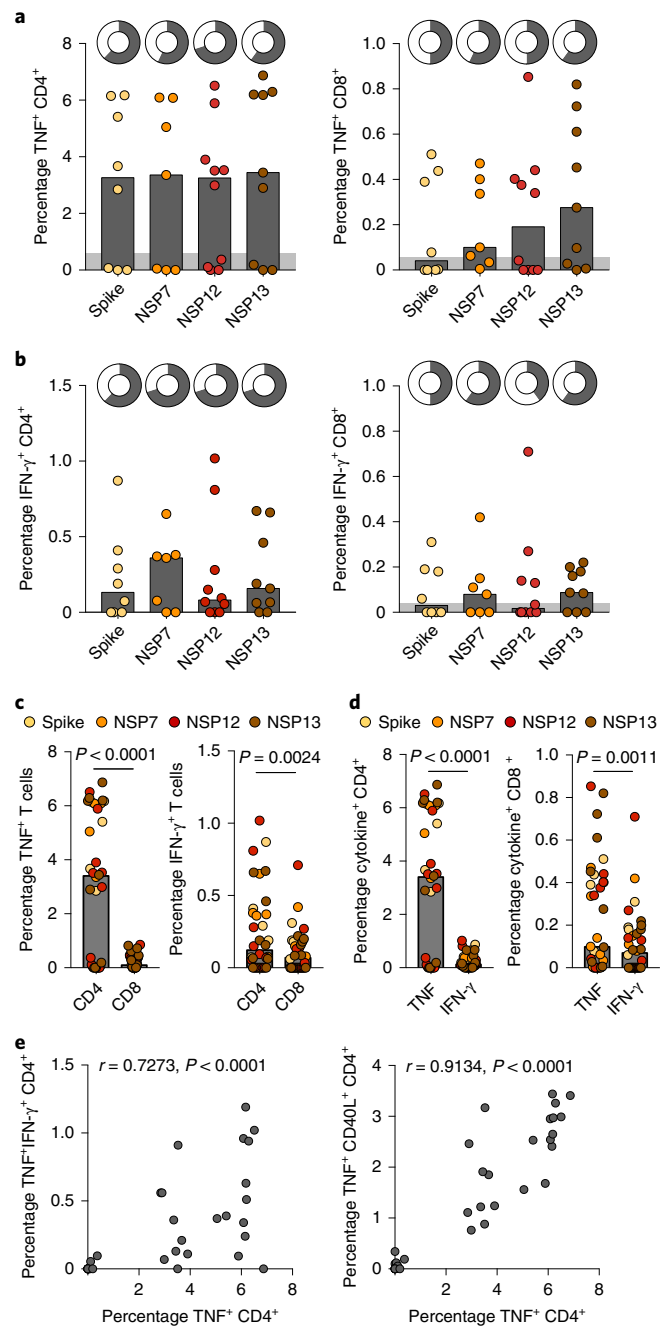 a
Percentage TNF⁺ CD4⁺
8
6
4
2
0
Spike
NSP7
NSP12
NSP13
Percentage TNF⁺ CD8⁺
1.0
0.8
0.6
0.4
0.2
0
Spike
NSP7
NSP12
NSP13
b
Percentage IFN-γ⁺ CD4⁺
1.5
1.0
0.5
0
Spike
NSP7
NSP12
NSP13
Percentage IFN-γ⁺ CD8⁺
1.0
0.8
0.6
0.4
0.2
0
Spike
NSP7
NSP12
NSP13
c
Spike NSP7 NSP12 NSP13
Percentage TNF⁺ T cells
8
6
4
2
0
P < 0.0001
CD4
CD8
Percentage IFN-γ⁺ T cells
1.5
1.0
0.5
0
P = 0.0024
CD4
CD8
d
Spike NSP7 NSP12 NSP13
Percentage cytokine⁺ CD4⁺
8
6
4
2
0
P < 0.0001
TNF
IFN-γ
Percentage cytokine⁺ CD8⁺
1.0
0.8
0.6
0.4
0.2
0
P = 0.0011
TNF
IFN-γ
e
Percentage TNF⁺IFN-γ⁺ CD4⁺
1.5
1.0
0.5
0
r = 0.7273, P < 0.0001
2
4
6
8
Percentage TNF⁺ CD4⁺
Percentage TNF⁺ CD40L⁺ CD4⁺
4
3
2
1
0
r = 0.9134, P < 0.0001
2
4
6
8
Percentage TNF⁺ CD4⁺